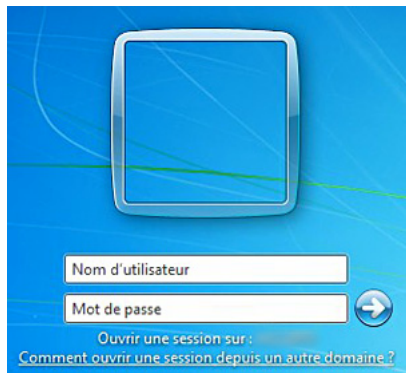 Nom d'utilisateur
Mot de passe
Ouvrir une session sur :
Comment ouvrir une session depuis un autre domaine ?